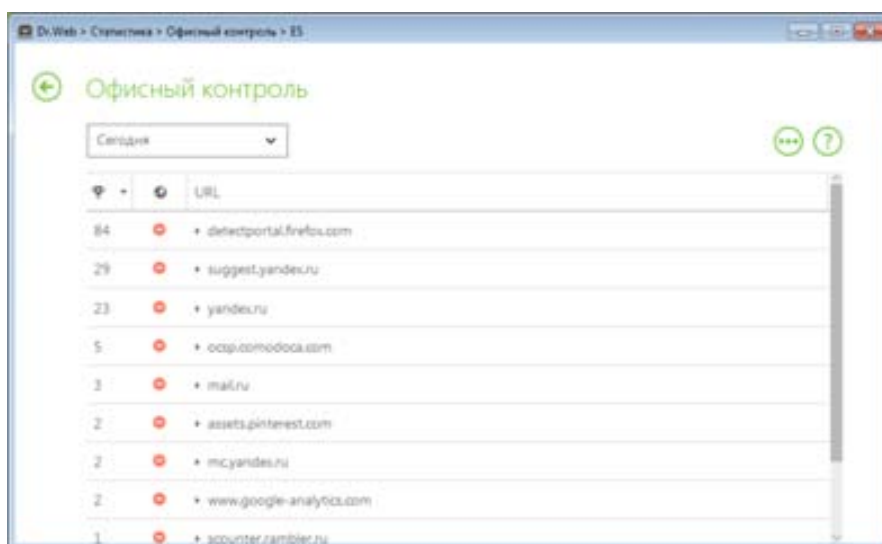 Dr.Web > Статистика > Офисный контроль > ES
Офисный контроль
Сегодня
URL
84 detectportal.firefox.com
29 suggest.yandex.ru
23 yandex.ru
5 ocsp.comodoca.com
3 mail.ru
2 assets.pinterest.com
2 mc.yandex.ru
2 www.google-analytics.com
1 scounter.rambler.ru